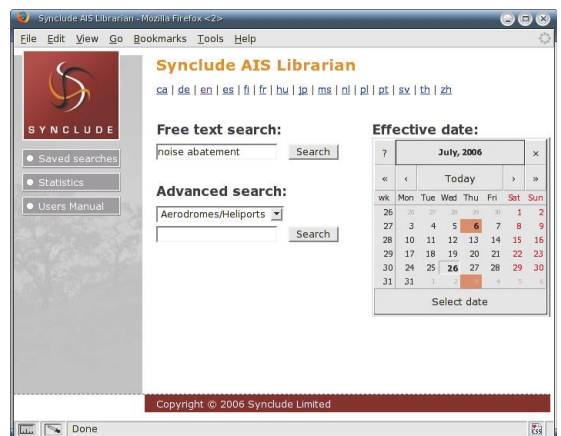 Synclude AIS Librarian - Mozilla Firefox <2>
File Edit View Go Bookmarks Tools Help
SYNCLUDE
Saved searches
Statistics
Users Manual
Synclude AIS Librarian
ca | de | en | es | fi | fr | hu | jp | ms | nl | pl | pt | sv | th | zh
Free text search:
noise abatement Search
Advanced search:
Aerodromes/Heliports
Search
Effective date:
? July, 2006 ×
« ‹ Today › »
wk Mon Tue Wed Thu Fri Sat Sun
26 26 27 28 29 30 1 2
27 3 4 5 6 7 8 9
28 10 11 12 13 14 15 16
29 17 18 19 20 21 22 23
30 24 25 26 27 28 29 30
31 31 1 2 3 4 5 6
Select date
Copyright © 2006 Synclude Limited
Done